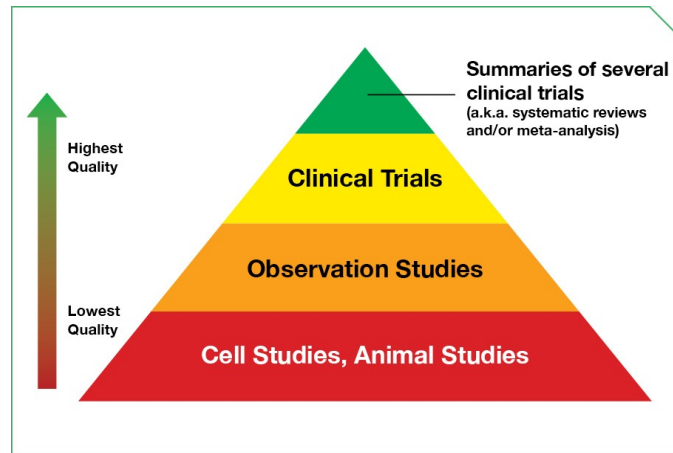 Summaries of several
clinical trials
(a.k.a. systematic reviews
and/or meta-analysis)
Highest
Quality
Clinical Trials
Observation Studies
Lowest
Quality
Cell Studies, Animal Studies